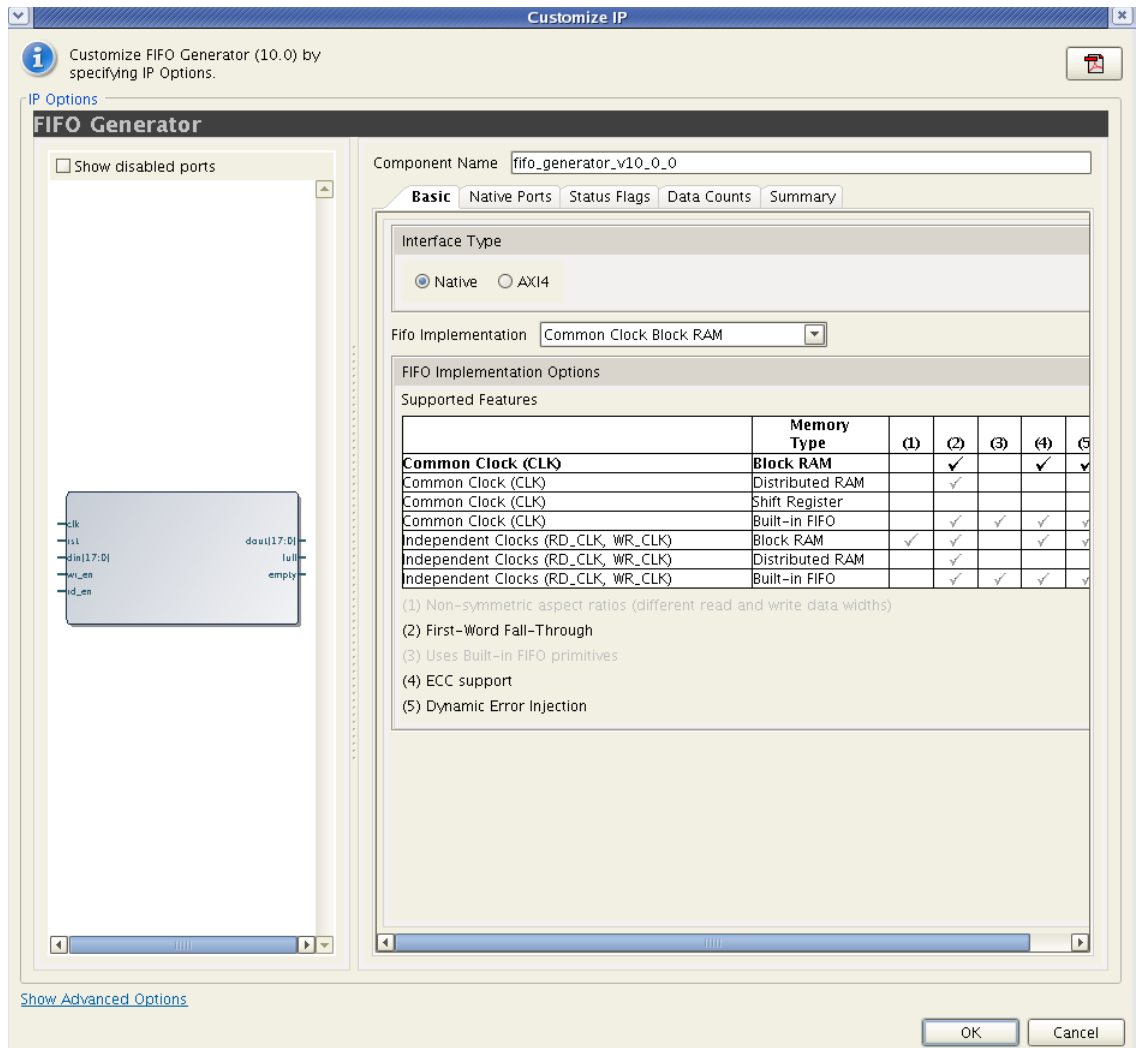 Customize IP
Customize FIFO Generator (10.0) by
specifying IP Options.
IP Options
FIFO Generator
Show disabled ports
clk
rst
din[17:0]
wr_en
rd_en
dout[17:0]
full
empty
Component Name fifo_generator_v10_0_0
Basic Native Ports Status Flags Data Counts Summary
Interface Type
Native AXI4
Fifo Implementation Common Clock Block RAM
FIFO Implementation Options
Supported Features
Memory
Type (1) (2) (3) (4) (5
Common Clock (CLK) Block RAM ✓ ✓ ✓
Common Clock (CLK) Distributed RAM ✓
Common Clock (CLK) Shift Register
Common Clock (CLK) Built-in FIFO ✓ ✓ ✓ ✓
Independent Clocks (RD_CLK, WR_CLK) Block RAM ✓ ✓ ✓ ✓
Independent Clocks (RD_CLK, WR_CLK) Distributed RAM ✓
Independent Clocks (RD_CLK, WR_CLK) Built-in FIFO ✓ ✓ ✓ ✓
(1) Non-symmetric aspect ratios (different read and write data widths)
(2) First-Word Fall-Through
(3) Uses Built-in FIFO primitives
(4) ECC support
(5) Dynamic Error Injection
Show Advanced Options
OK Cancel